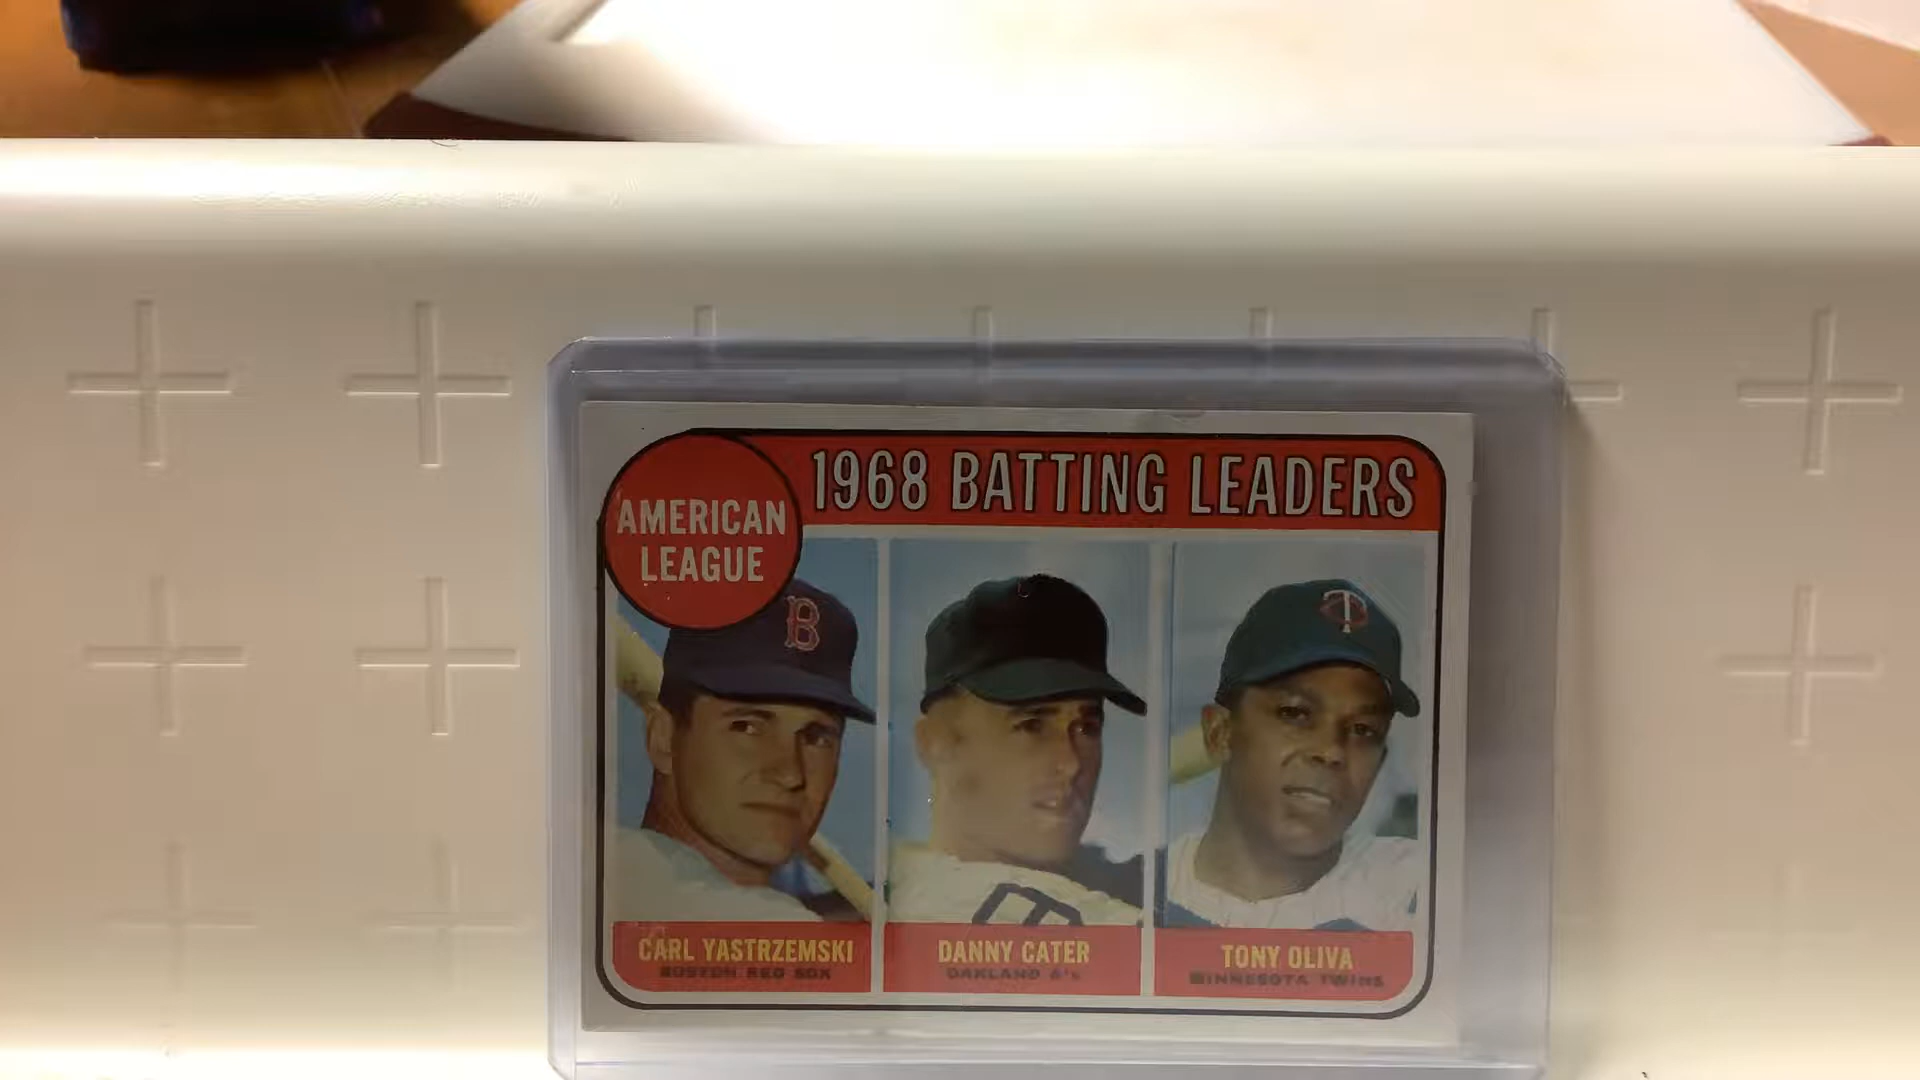 1968 BATTING LEADERS
AMERICAN
LEAGUE
B
T
CARL YASTRZEMSKI
BOSTON RED SOX
DANNY CATER
OAKLAND A's
TONY OLIVA
MINNESOTA TWINS